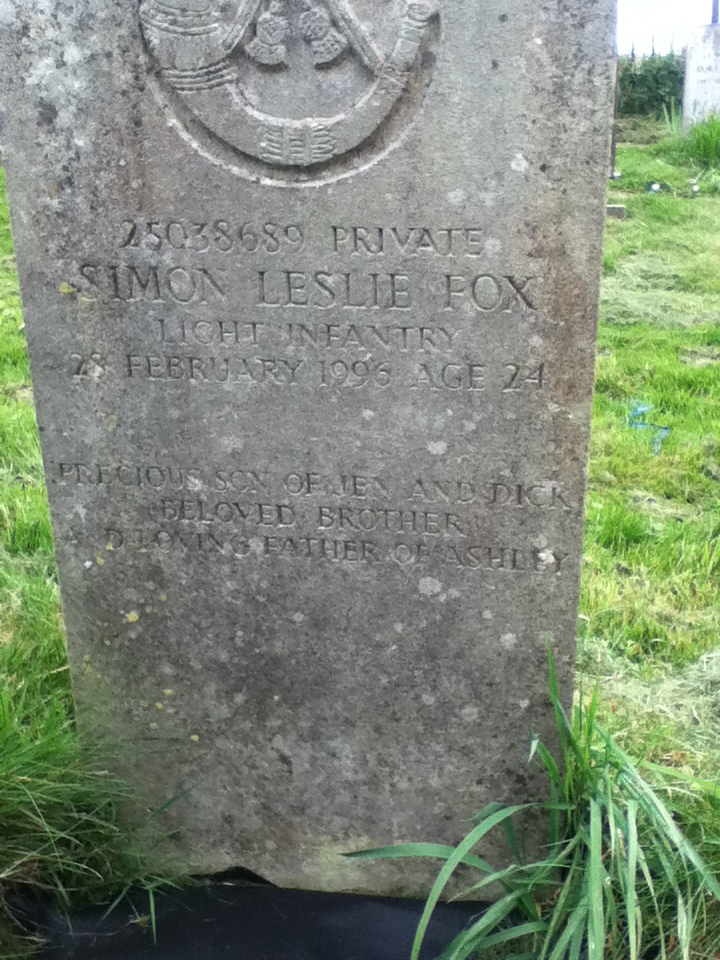 25038689 PRIVATE
SIMON LESLIE FOX
LIGHT INFANTRY
28 FEBRUARY 1996 AGE 24
PRECIOUS SON OF JEN AND DICK
BELOVED BROTHER
AND LOVING FATHER OF ASHLEY